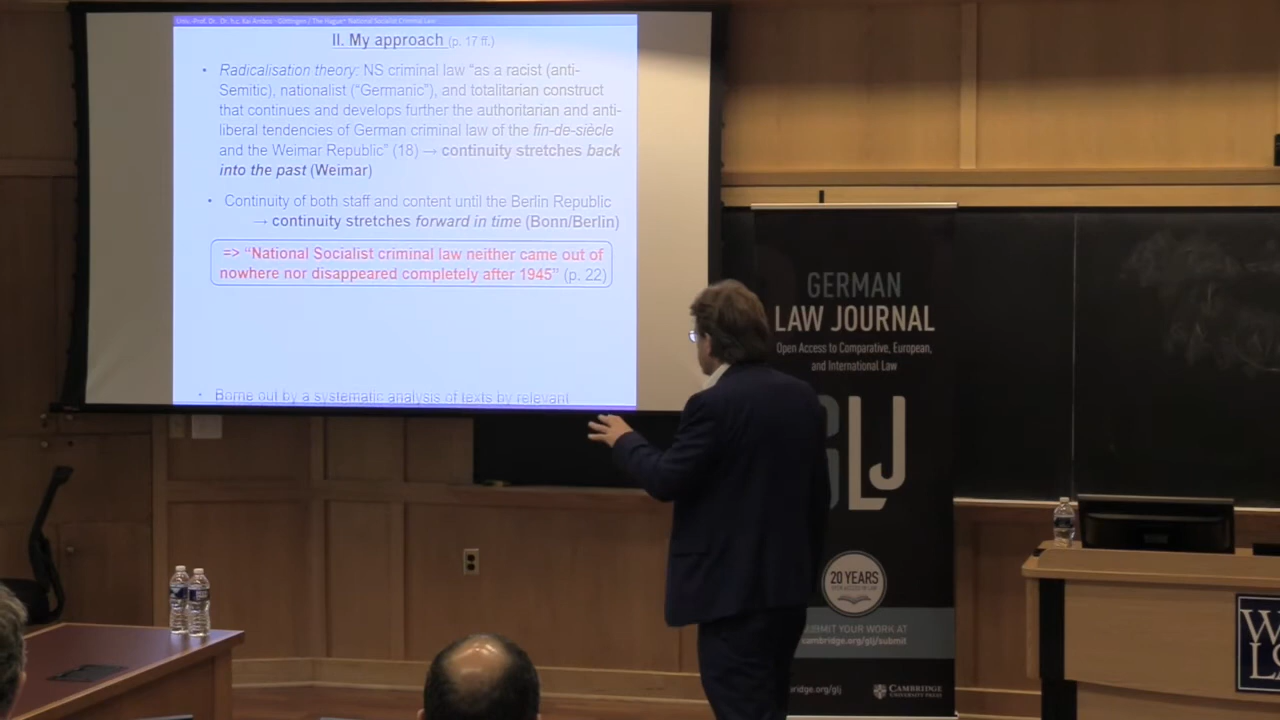 Univ.-Prof. Dr. Dr. h.c. Kai Ambos - Göttingen / The Hague* National Socialist Criminal Law
II. My approach (p. 17 ff.)
• Radicalisation theory: NS criminal law “as a racist (anti-
Semitic), nationalist (“Germanic”), and totalitarian construct
that continues and develops further the authoritarian and anti-
liberal tendencies of German criminal law of the fin-de-siècle
and the Weimar Republic” (18) → continuity stretches back
into the past (Weimar)
• Continuity of both staff and content until the Berlin Republic
→ continuity stretches forward in time (Bonn/Berlin)
=> “National Socialist criminal law neither came out of
nowhere nor disappeared completely after 1945” (p. 22)
• Borne out by a systematic analysis of texts by relevant
GERMAN
LAW JOURNAL
Open Access to Comparative, European,
and International Law
GLJ
20 YEARS
SUBMIT YOUR WORK AT
cambridge.org/glj/submit
ridge.org/glj
CAMBRIDGE
UNIVERSITY PRESS
W
LS